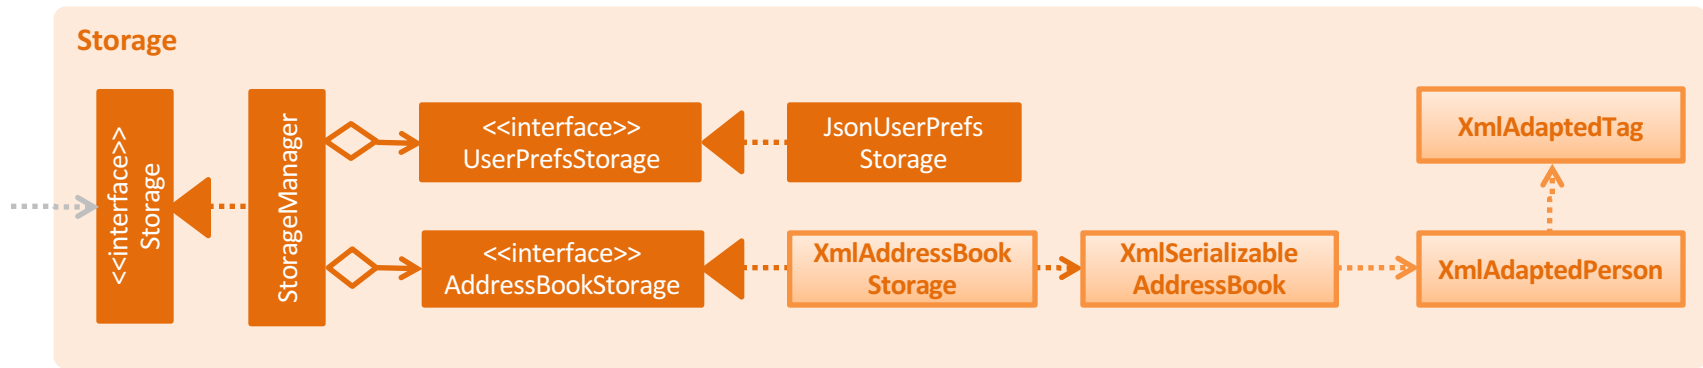 Storage
<<interface>>
Storage
StorageManager
<<interface>>
UserPrefsStorage
JsonUserPrefs
Storage
XmlAdaptedTag
<<interface>>
AddressBookStorage
XmlAddressBook
Storage
XmlSerializable
AddressBook
XmlAdaptedPerson